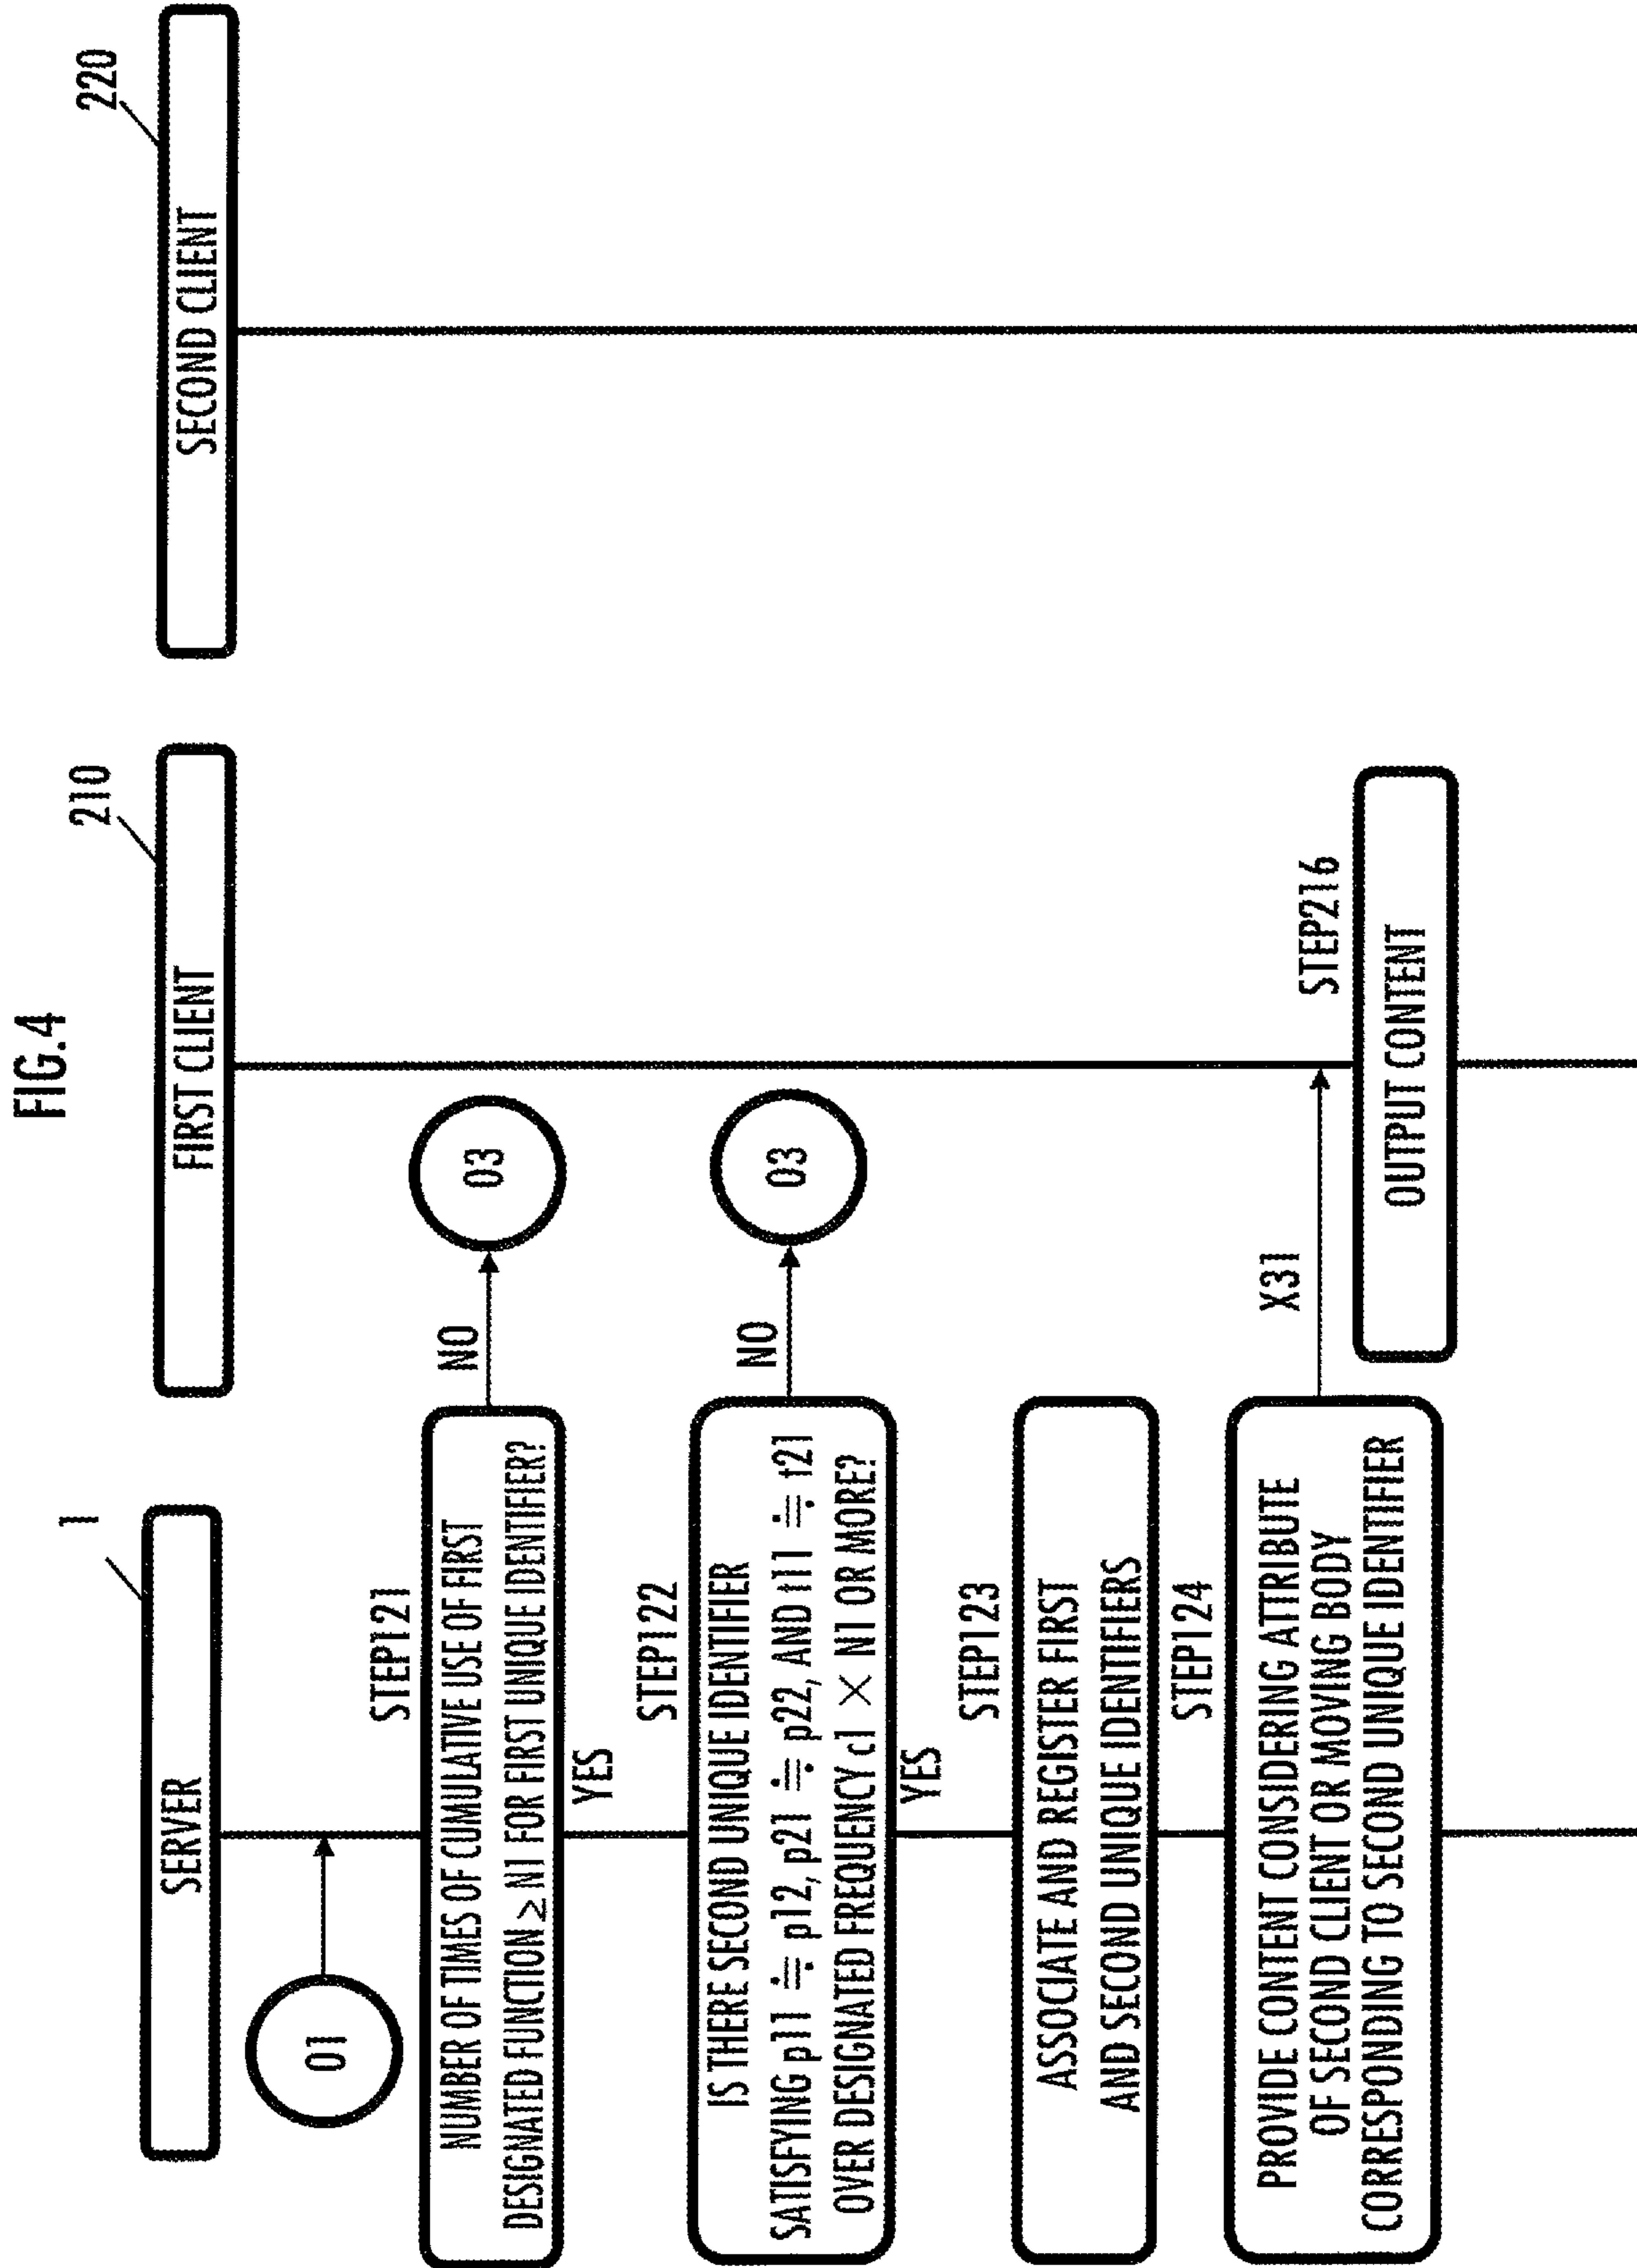 FIG.4
1
SERVER
210
FIRST CLIENT
220
SECOND CLIENT
01
STEP121
NUMBER OF TIMES OF CUMULATIVE USE OF FIRST
DESIGNATED FUNCTION ≥ N1 FOR FIRST UNIQUE IDENTIFIER?
NO
03
YES
STEP122
IS THERE SECOND UNIQUE IDENTIFIER
SATISFYING p11 ≒ p12, p21 ≒ p22, AND t11 ≒ t21
OVER DESIGNATED FREQUENCY c1 × N1 OR MORE?
NO
03
YES
STEP123
ASSOCIATE AND REGISTER FIRST
AND SECOND UNIQUE IDENTIFIERS
STEP124
PROVIDE CONTENT CONSIDERING ATTRIBUTE
OF SECOND CLIENT OR MOVING BODY
CORRESPONDING TO SECOND UNIQUE IDENTIFIER
X31
STEP216
OUTPUT CONTENT